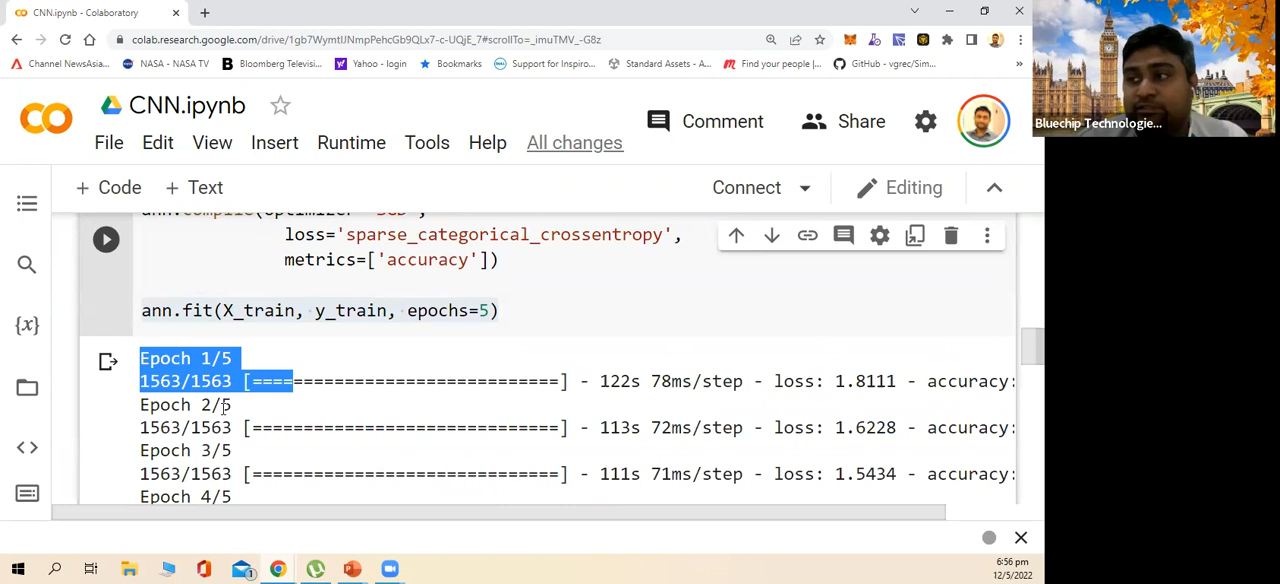 CNN.ipynb - Colaboratory
colab.research.google.com/drive/1gb7WymtIJNmpPehcGb9QLx7-c-UQjE_7#scrollTo=_imuTMV_-G8z
Channel NewsAsia...
NASA - NASA TV
Bloomberg Televisi...
Yahoo - login
Bookmarks
Support for Inspiro...
Standard Assets - A...
Find your people |...
GitHub - vgrec/Sim...
»
Bluechip Technologie...
CNN.ipynb
Comment
Share
File Edit View Insert Runtime Tools Help All changes
+ Code + Text
Connect
Editing
loss='sparse_categorical_crossentropy',
metrics=['accuracy'])
ann.fit(X_train, y_train, epochs=5)
{x}
Epoch 1/5
1563/1563 [==============================] - 122s 78ms/step - loss: 1.8111 - accuracy:
Epoch 2/5
1563/1563 [==============================] - 113s 72ms/step - loss: 1.6228 - accuracy:
Epoch 3/5
1563/1563 [==============================] - 111s 71ms/step - loss: 1.5434 - accuracy:
Epoch 4/5
6:56 pm
12/5/2022